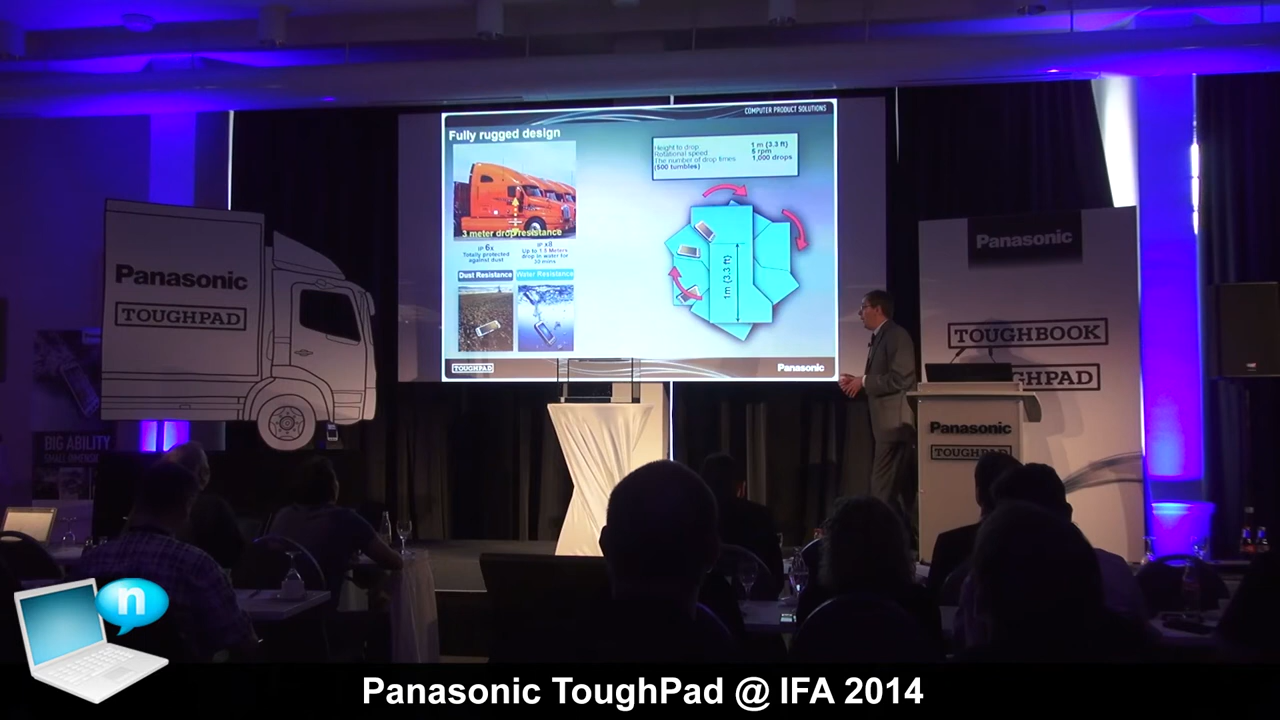 COMPUTER PRODUCT SOLUTIONS
Fully rugged design
Height to drop 1 m {3.3 ft}
Rotational speed 5 rpm
The number of drop times 1,000 drops
(500 tumbles)
3 meter drop resistance
IP 6x
Totally protected
against dust
IP x8
Up to 1.5 Meters
drop in water for
30 mins
Dust Resistance
Water Resistance
1m {3.3 ft}
TOUGHPAD
Panasonic
Panasonic
TOUGHPAD
Panasonic
TOUGHBOOK
GHPAD
Panasonic
TOUGHPAD
BIG ABILITY
SMALL DIMENSION
n
Panasonic ToughPad @ IFA 2014